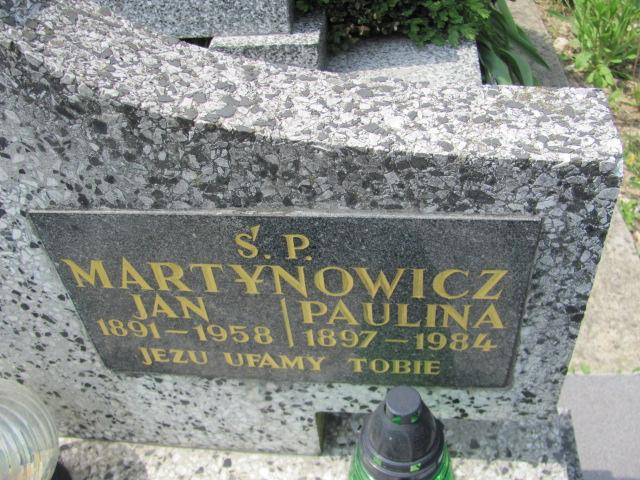 Ś. P.
MARTYNOWICZ
JAN PAULINA
1891-1958 1897-1984
JEZU UFAMY TOBIE